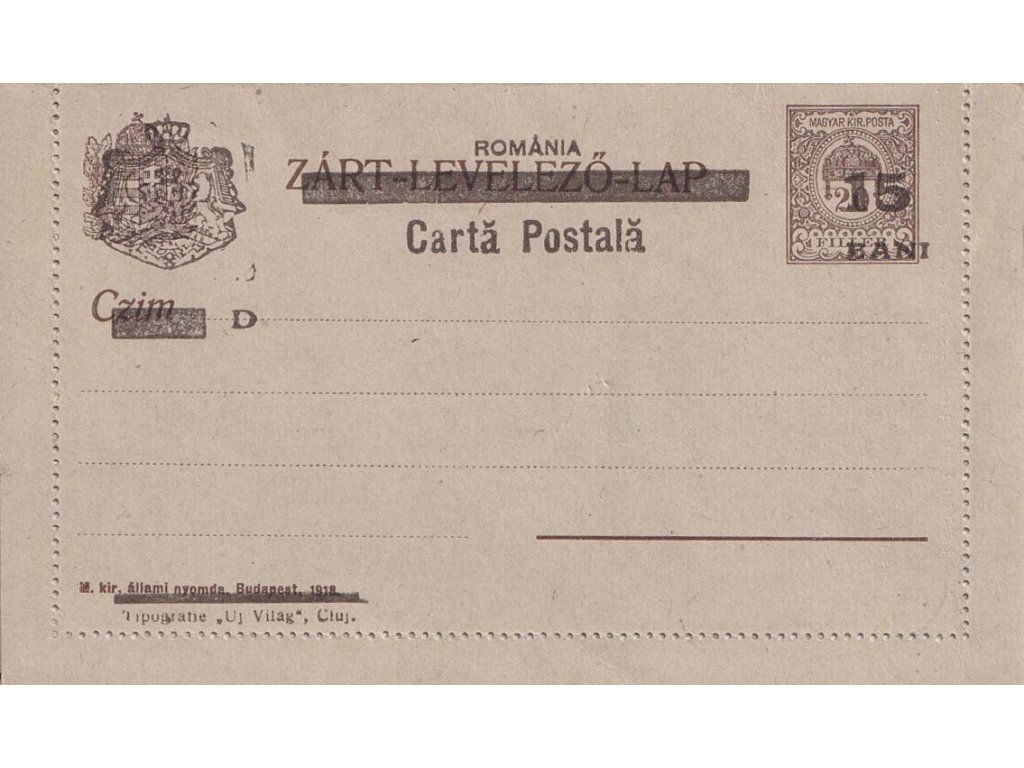 ROMÂNIA
ZÁRT-LEVELEZŐ-LAP
Cartă Postală
MAGYAR KIR. POSTA
15
FILLÉR
BANI
Czim
D
M. kir. állami nyomda. Budapest. 1918.
Tipografie „Uj Világ“, Cluj.